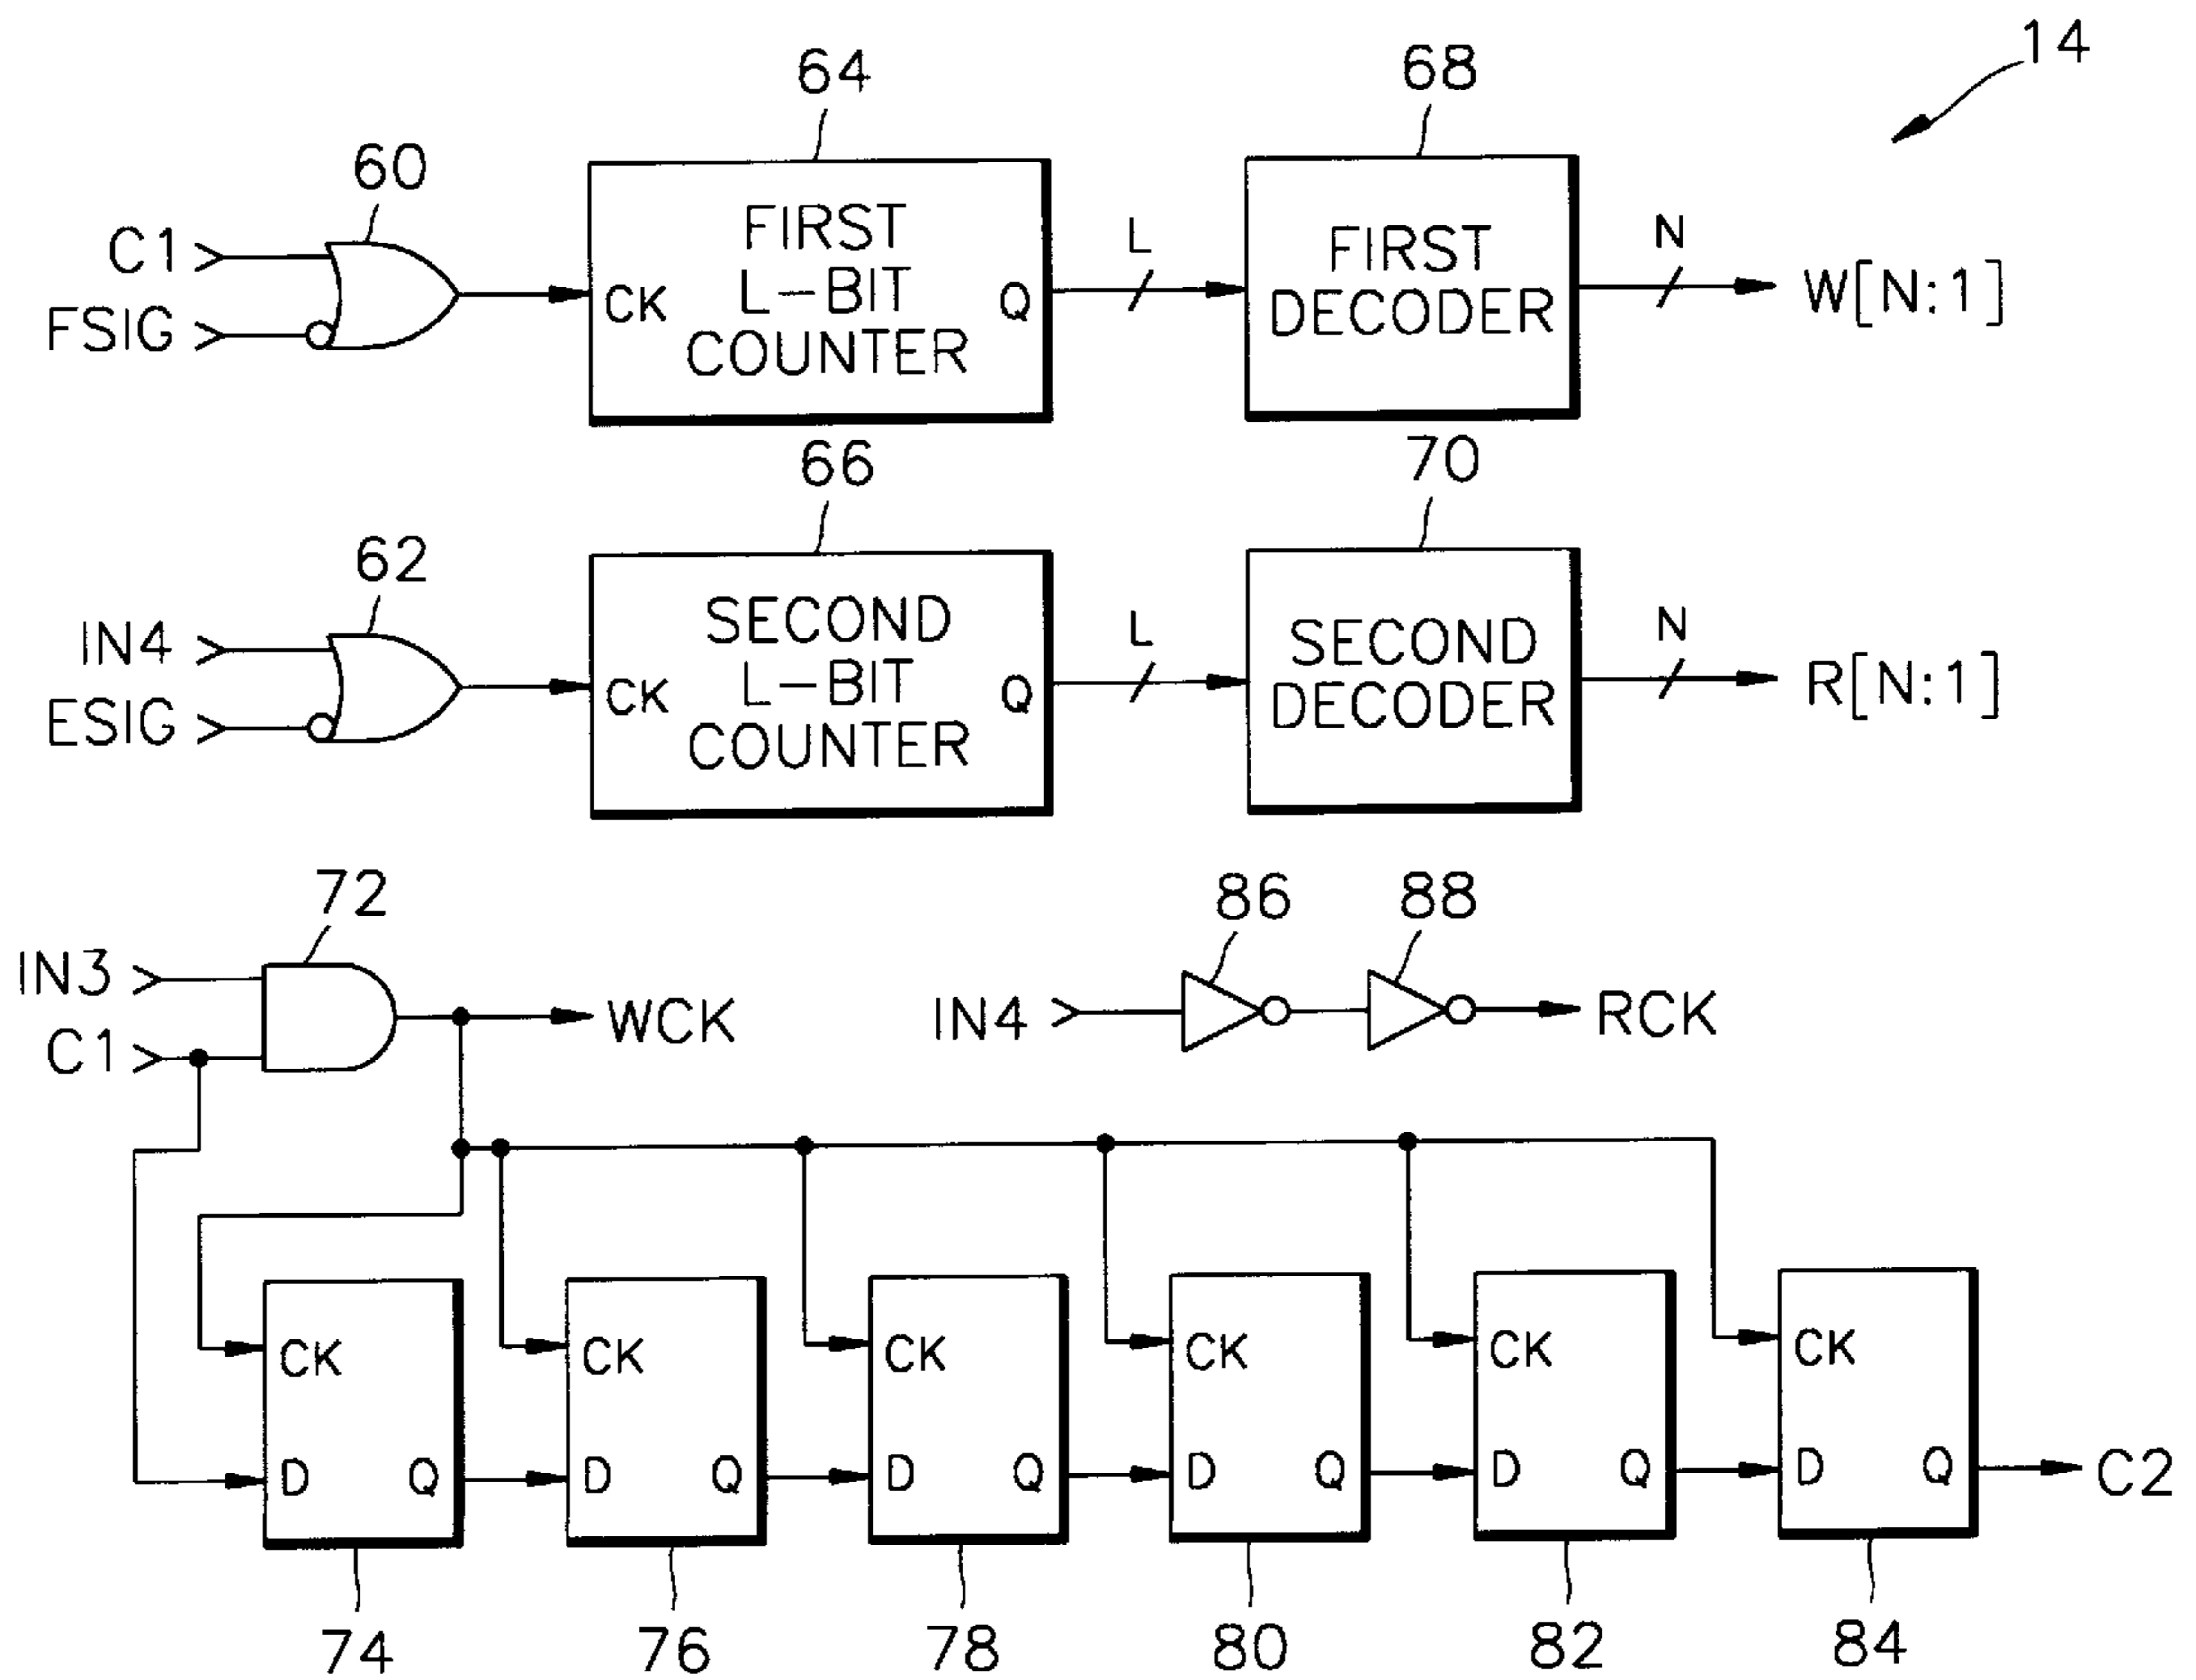 14
64
68
60
C1
FSIG
CK
FIRST
L-BIT
COUNTER
Q
L
FIRST
DECODER
N
W[N:1]
66
70
62
IN4
ESIG
CK
SECOND
L-BIT
COUNTER
Q
L
SECOND
DECODER
N
R[N:1]
72
IN3
C1
WCK
86
88
IN4
RCK
CK
D
Q
CK
D
Q
CK
D
Q
CK
D
Q
CK
D
Q
CK
D
Q
C2
74
76
78
80
82
84